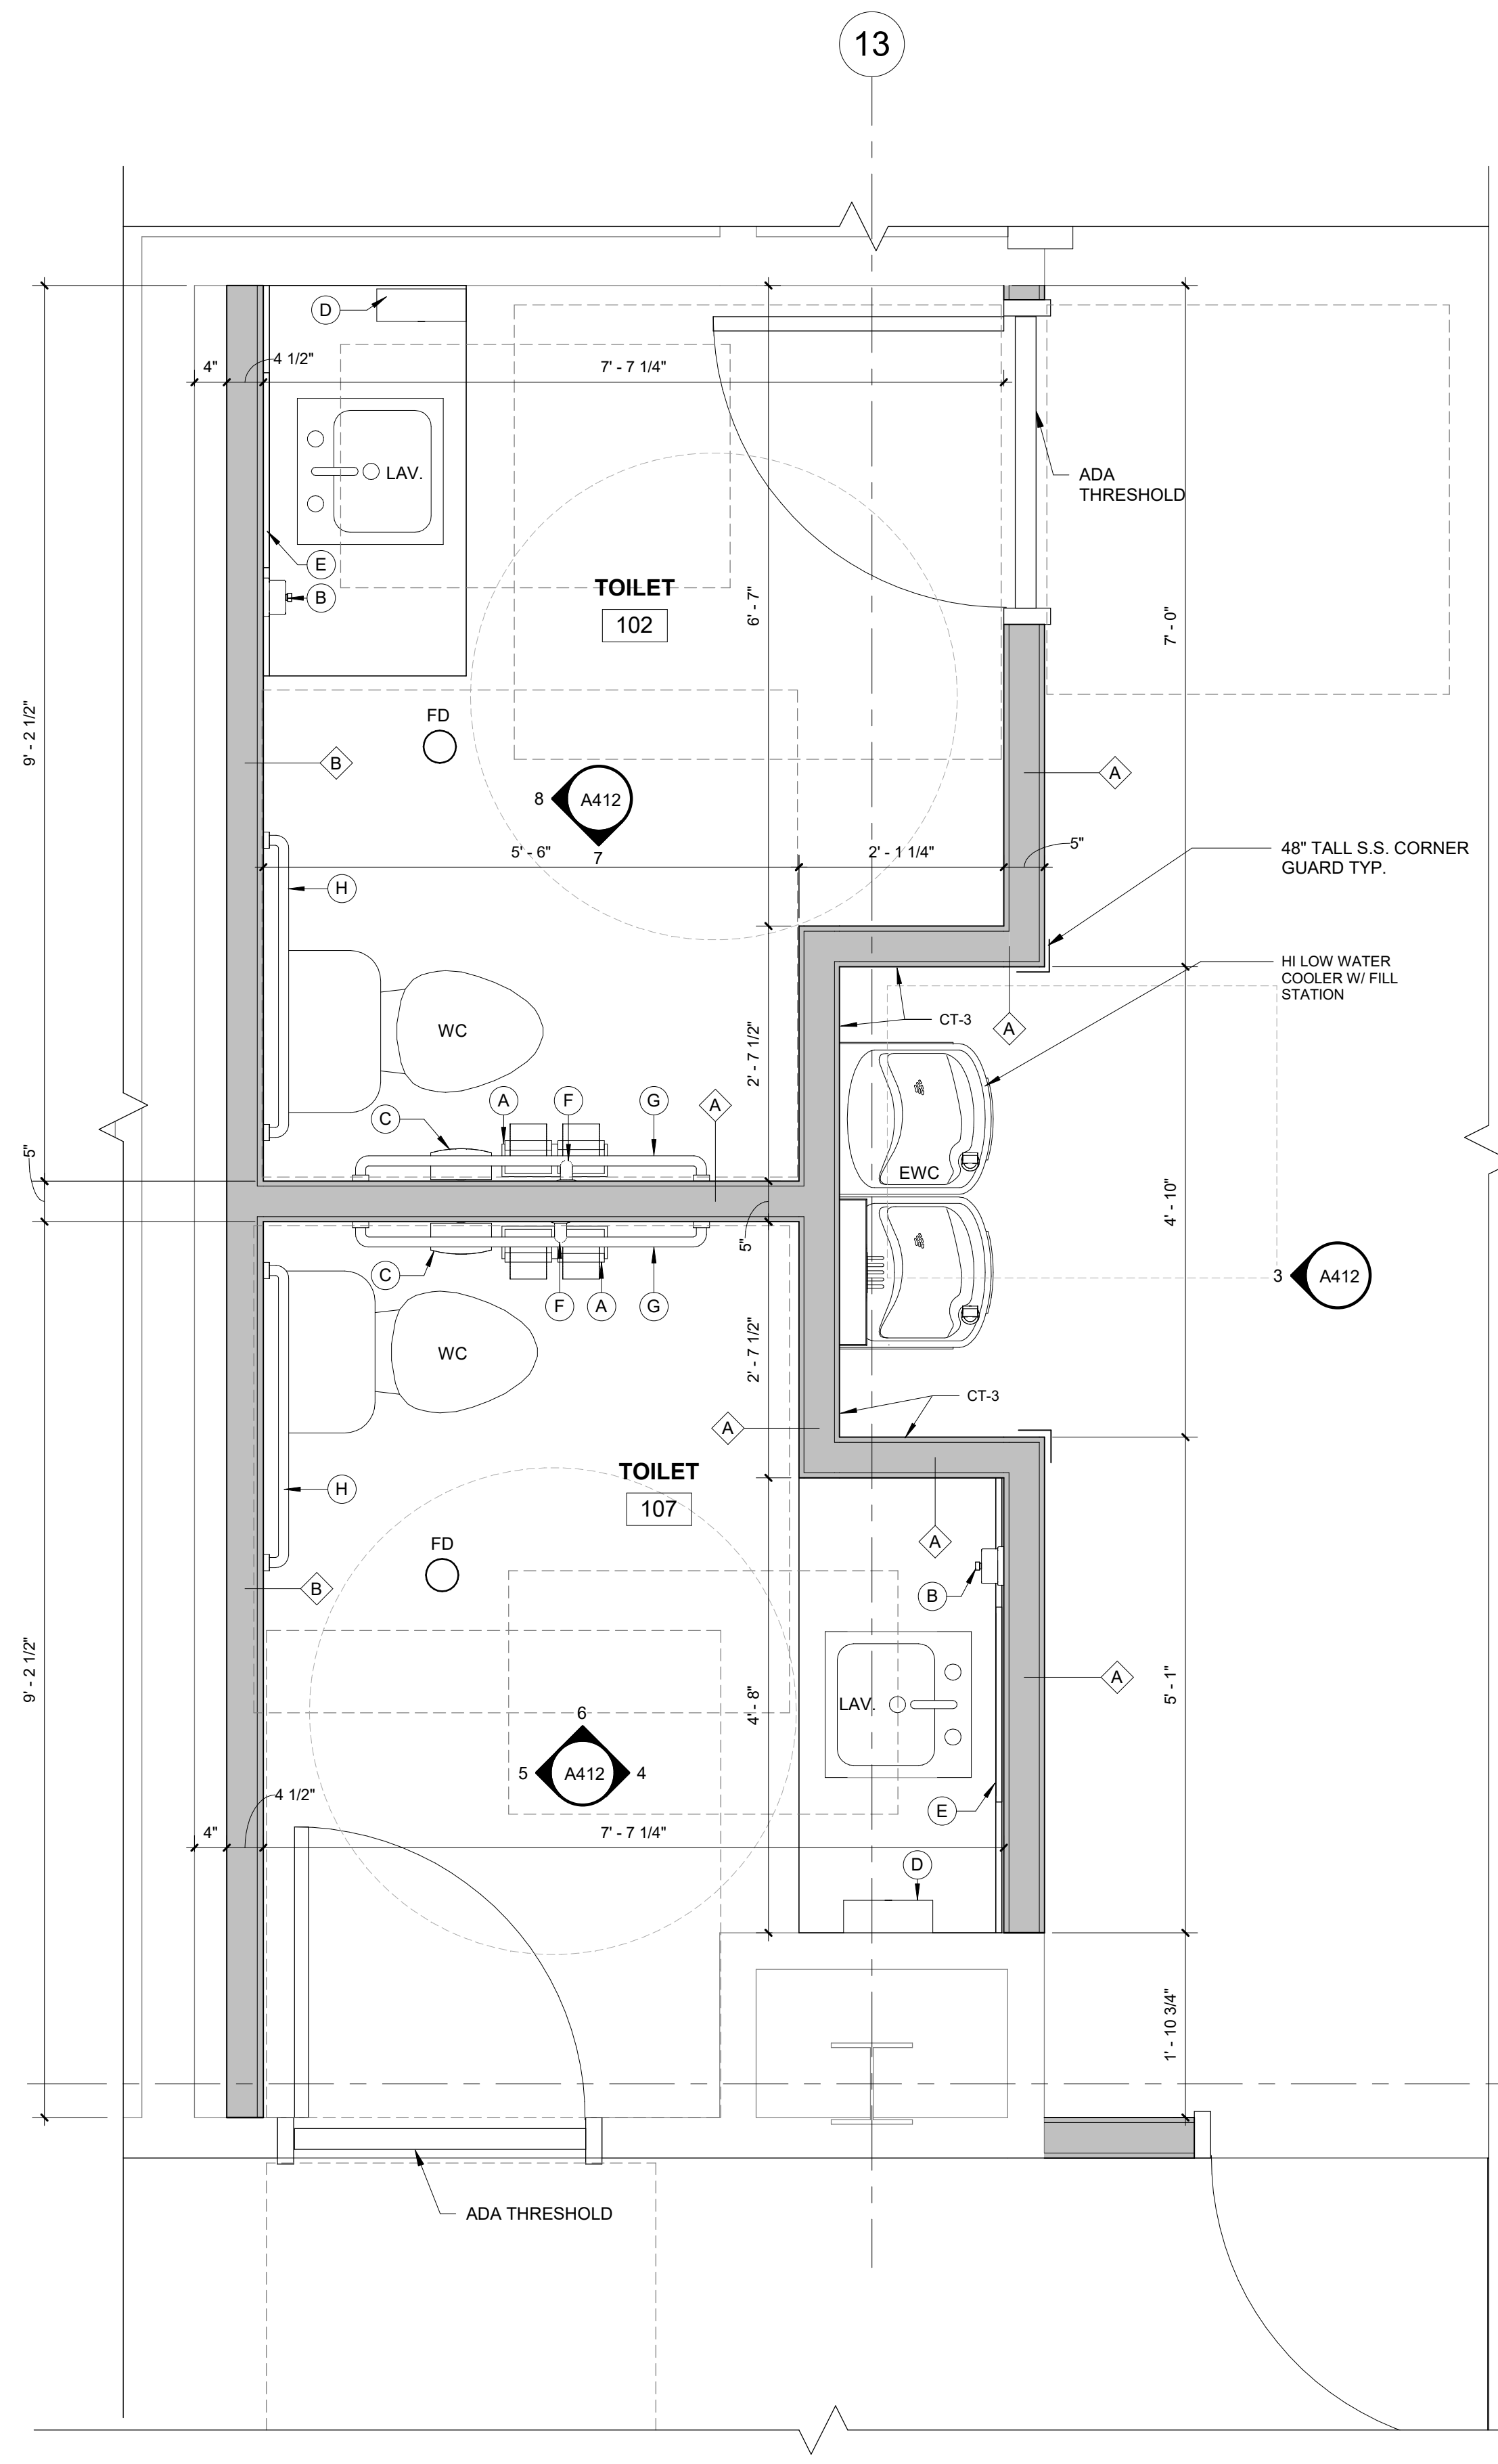 13
D
4"
4 1/2"
7' - 7 1/4"
LAV.
ADA
THRESHOLD
E
B
TOILET
102
6' - 7"
7' - 0"
9' - 2 1/2"
FD
B
A
8
A412
7
5' - 6"
2' - 1 1/4"
5"
48" TALL S.S. CORNER
GUARD TYP.
H
HI LOW WATER
COOLER W/ FILL
STATION
CT-3
A
WC
2' - 7 1/2"
A
F
G
A
C
5"
EWC
4' - 10"
5"
C
F
A
G
3
A412
WC
2' - 7 1/2"
CT-3
A
TOILET
107
H
FD
A
B
B
LAV.
A
9' - 2 1/2"
4' - 8"
5' - 1"
6
5
A412
4
4 1/2"
E
4"
7' - 7 1/4"
D
1' - 10 3/4"
ADA THRESHOLD